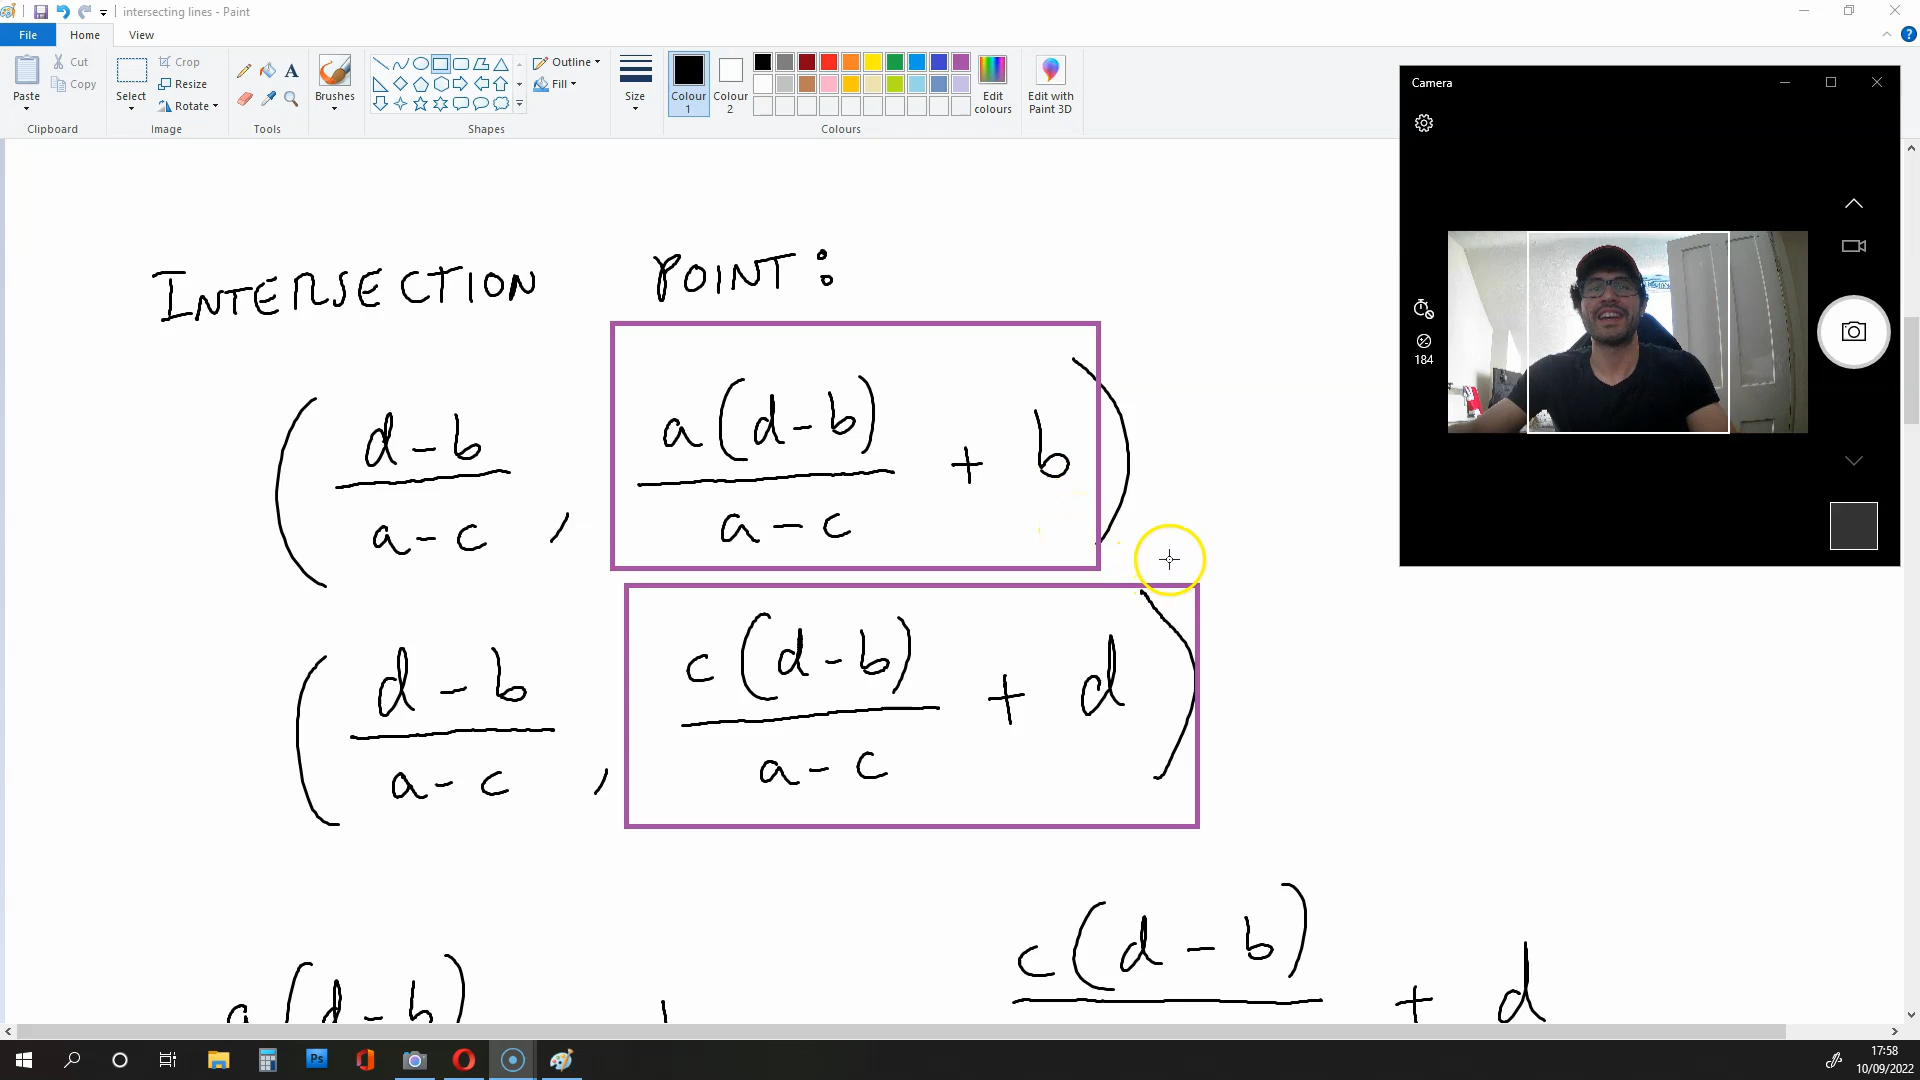 intersecting lines - Paint
File Home View
Paste Cut Copy Clipboard
Select Crop Resize Rotate Image
Tools
Brushes
Outline Fill Shapes
Size
Colour 1 Colour 2 Edit colours Colours
Edit with Paint 3D
Camera
184
INTERSECTION POINT:
( d-b / a-c , a(d-b) / a-c + b )
( d-b / a-c , c(d-b) / a-c + d )
c(d-b) + d
a(d-b)
17:58
10/09/2022